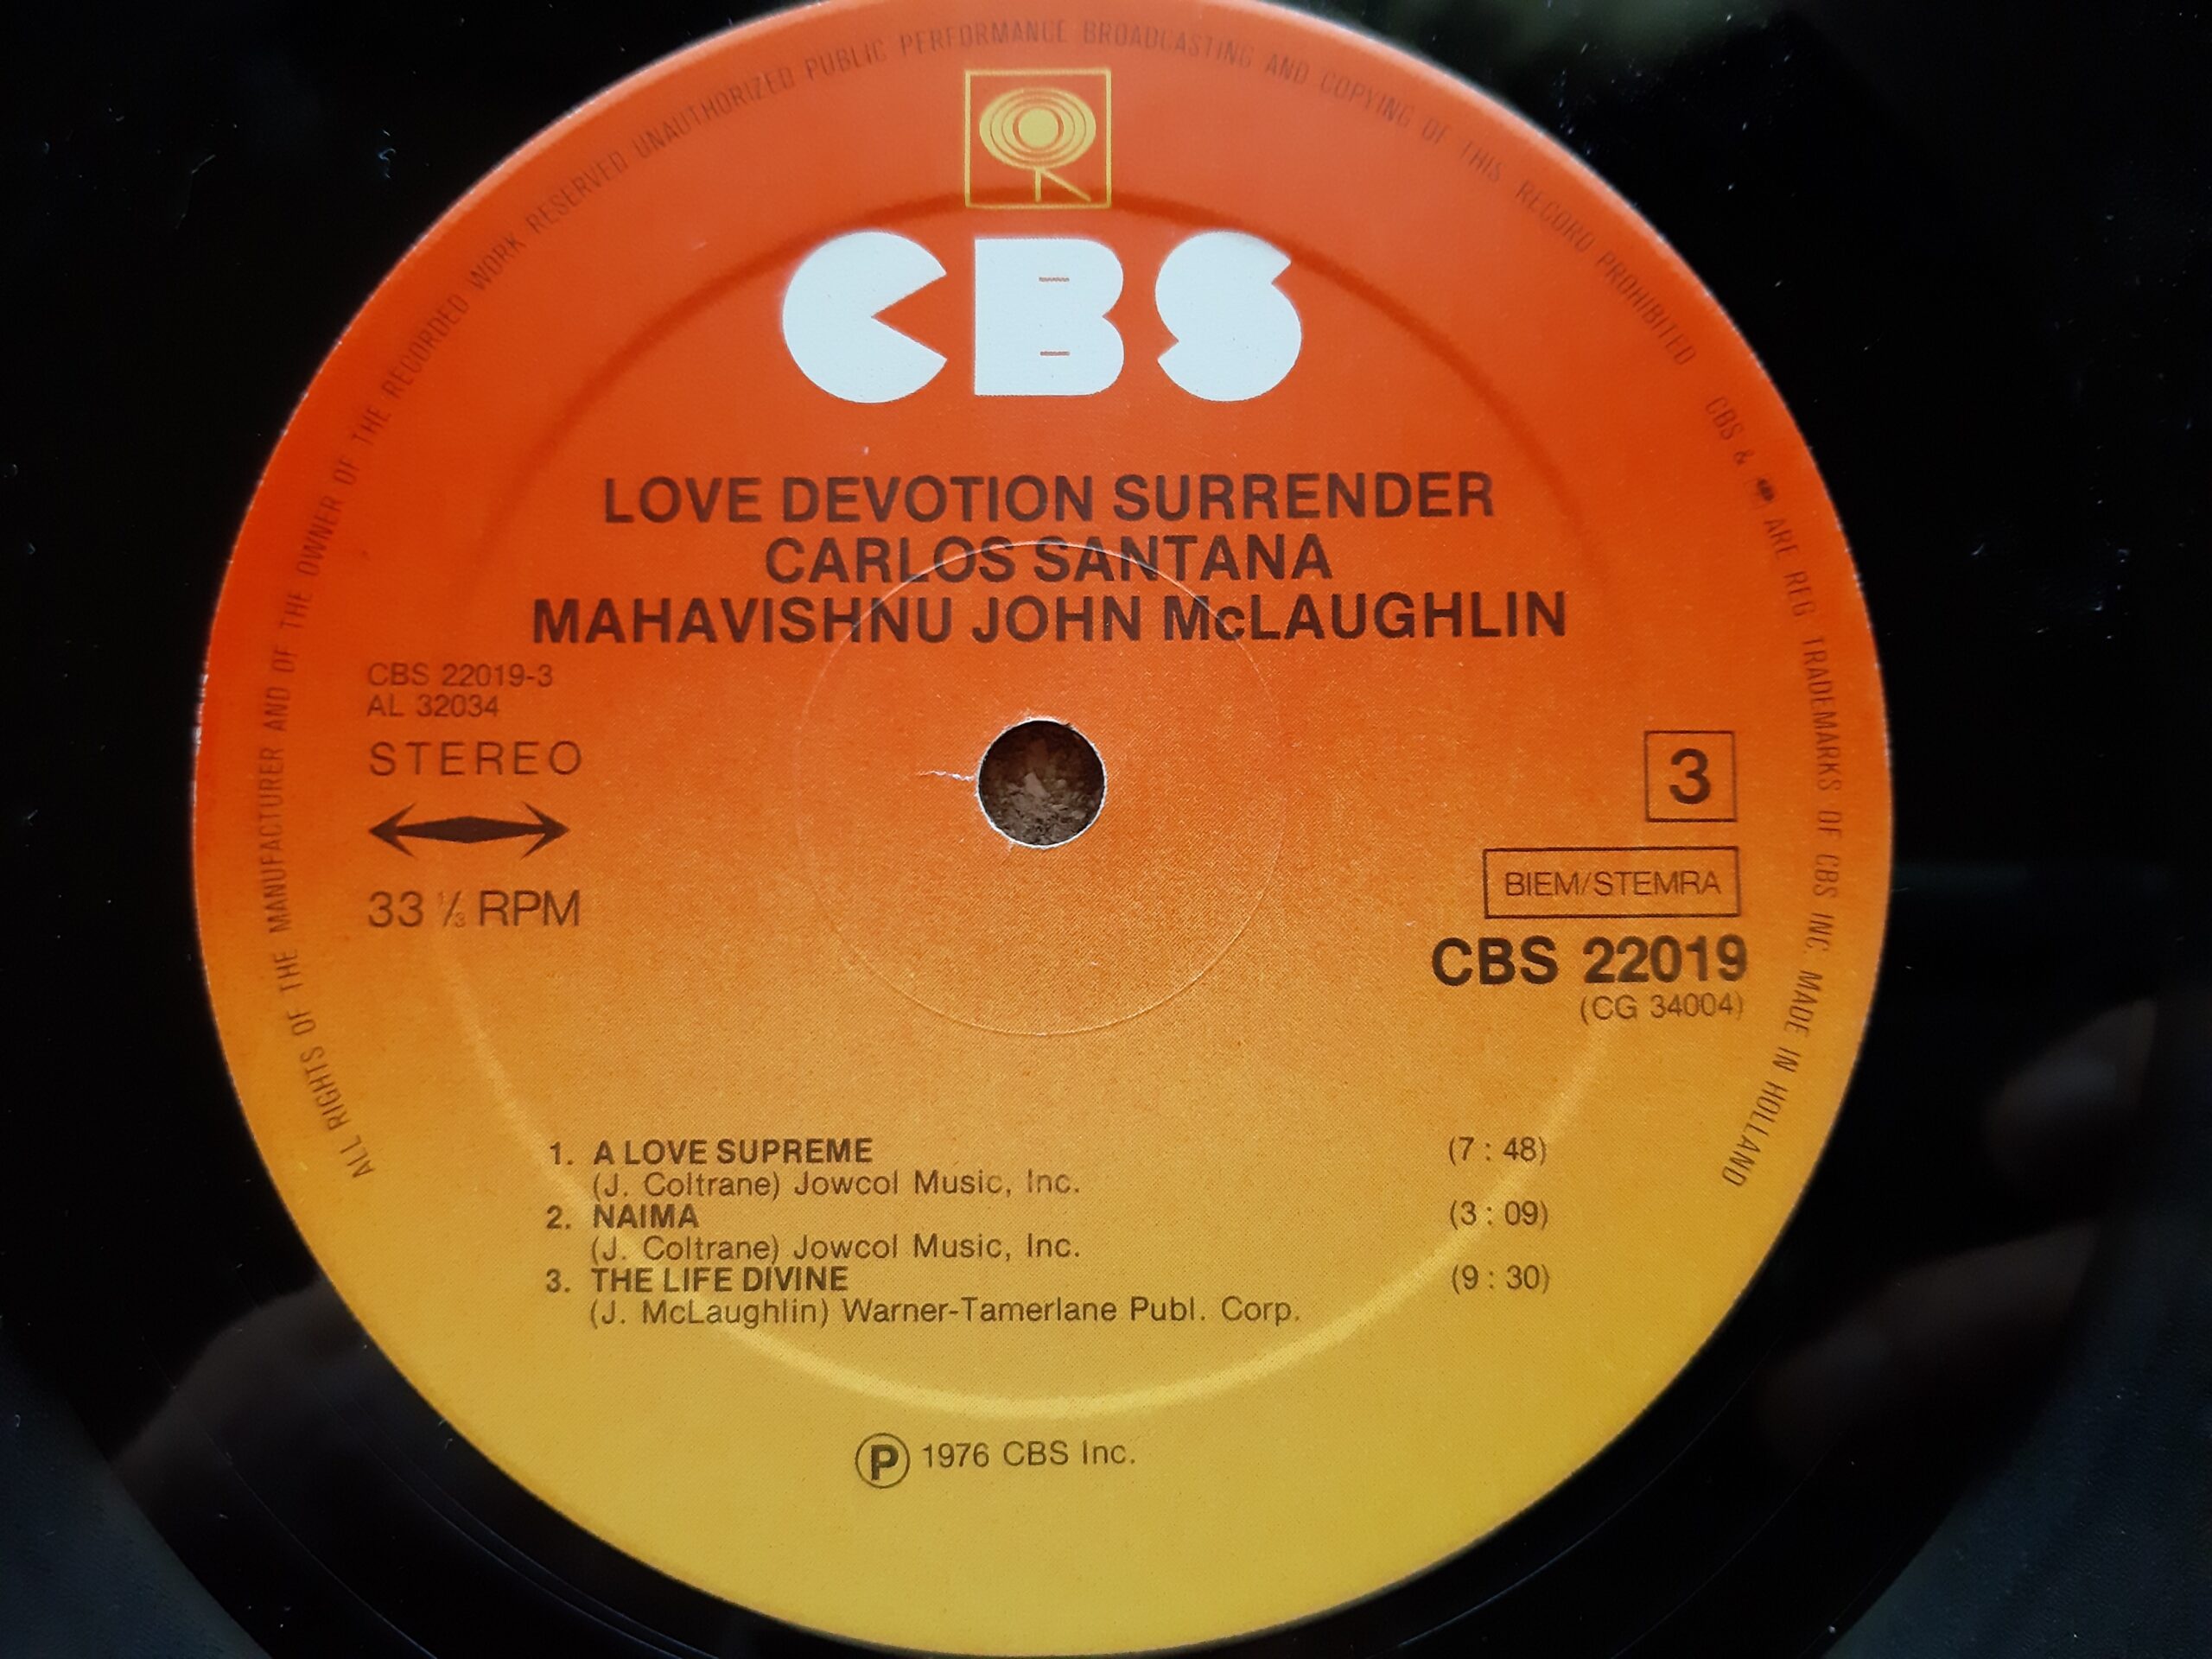 ALL RIGHTS OF THE MANUFACTURER AND OF THE OWNER OF THE RECORDED WORK RESERVED UNAUTHORIZED PUBLIC PERFORMANCE BROADCASTING AND COPYING OF THIS RECORD PROHIBITED CBS & ARE REG TRADEMARKS OF CBS INC. MADE IN HOLLAND
CBS
LOVE DEVOTION SURRENDER
CARLOS SANTANA
MAHAVISHNU JOHN McLAUGHLIN
CBS 22019-3
AL 32034
STEREO
33 ⅓ RPM
3
BIEM/STEMRA
CBS 22019
(CG 34004)
1. A LOVE SUPREME (7 : 48)
(J. Coltrane) Jowcol Music, Inc.
2. NAIMA (3 : 09)
(J. Coltrane) Jowcol Music, Inc.
3. THE LIFE DIVINE (9 : 30)
(J. McLaughlin) Warner-Tamerlane Publ. Corp.
℗ 1976 CBS Inc.